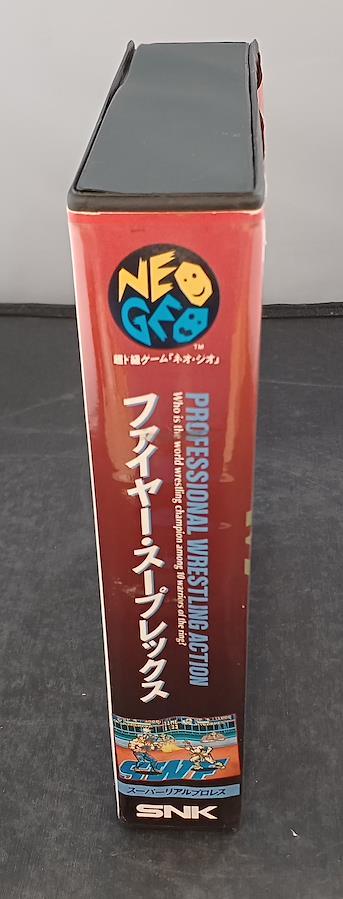 NEO
GEO
TM
超ド級ゲーム「ネオ・ジオ」
PROFESSIONAL WRESTLING ACTION
Who is the world wrestling champion among 10 warriors of the ring?
ファイヤー・スープレックス
SWF
スーパーリアルプロレス
SNK